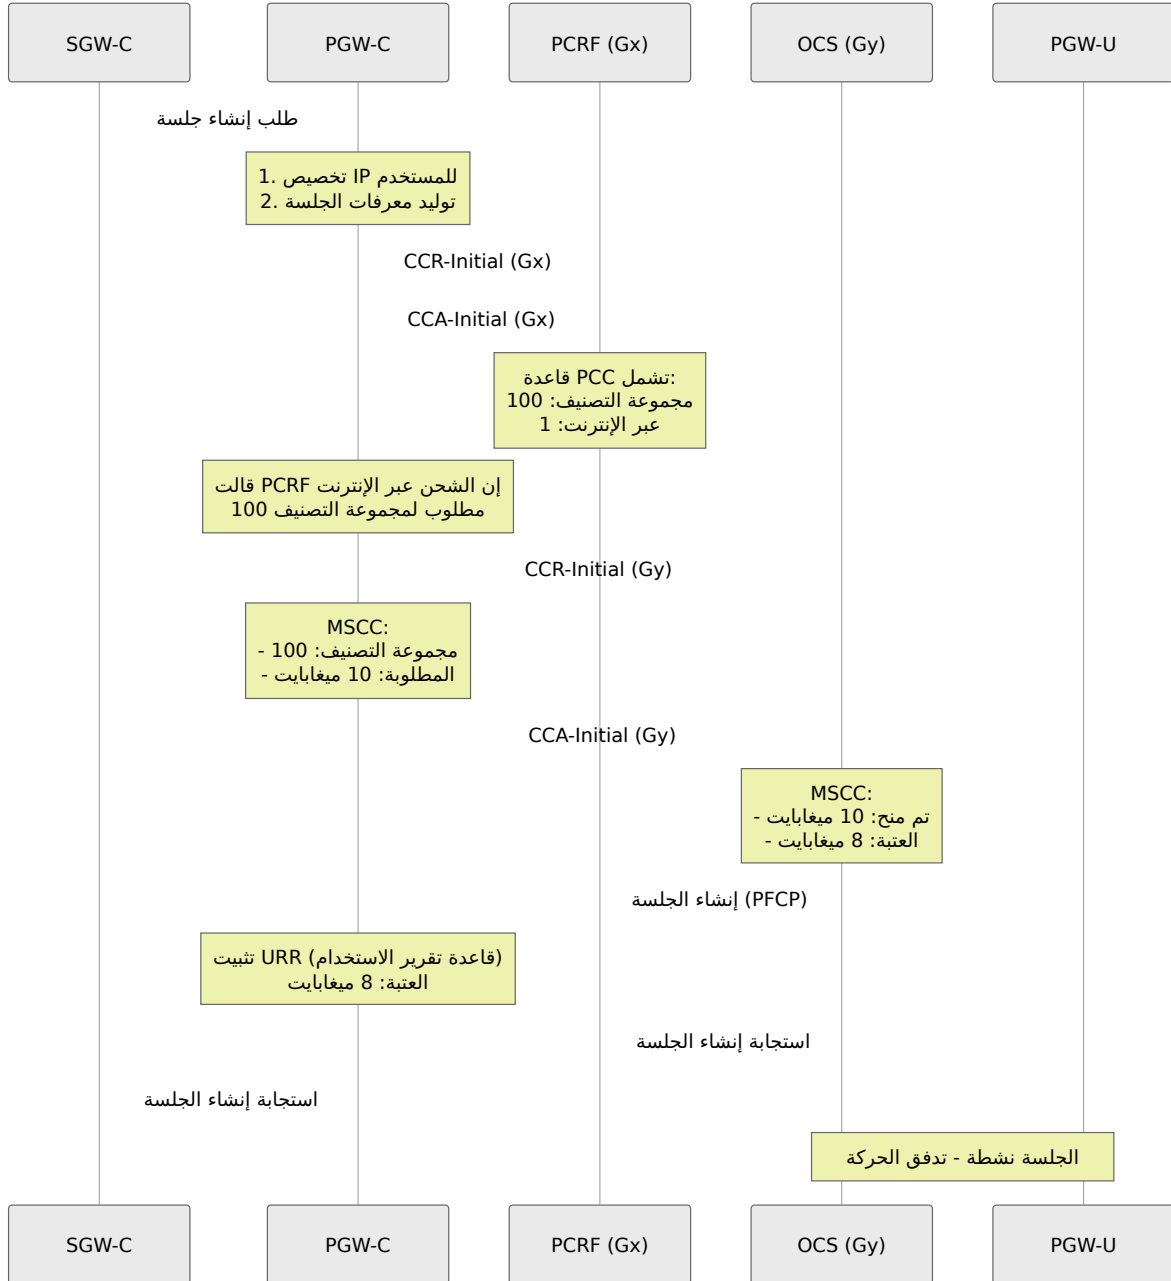 SGW-C
PGW-C
PCRF (Gx)
OCS (Gy)
PGW-U
طلب إنشاء جلسة
1. تخصيص IP للمستخدم
2. توليد معرفات الجلسة
CCR-Initial (Gx)
CCA-Initial (Gx)
قاعدة PCC تشمل:
مجموعة التصنيف: 100
عبر الإنترنت: 1
قالت PCRF إن الشحن عبر الإنترنت
مطلوب لمجموعة التصنيف 100
CCR-Initial (Gy)
MSCC:
- مجموعة التصنيف: 100
- المطلوبة: 10 ميغابايت
CCA-Initial (Gy)
MSCC:
- تم منح: 10 ميغابايت
- العتبة: 8 ميغابايت
إنشاء الجلسة (PFCP)
تثبيت URR (قاعدة تقرير الاستخدام)
العتبة: 8 ميغابايت
استجابة إنشاء الجلسة
استجابة إنشاء الجلسة
الجلسة نشطة - تدفق الحركة
SGW-C
PGW-C
PCRF (Gx)
OCS (Gy)
PGW-U